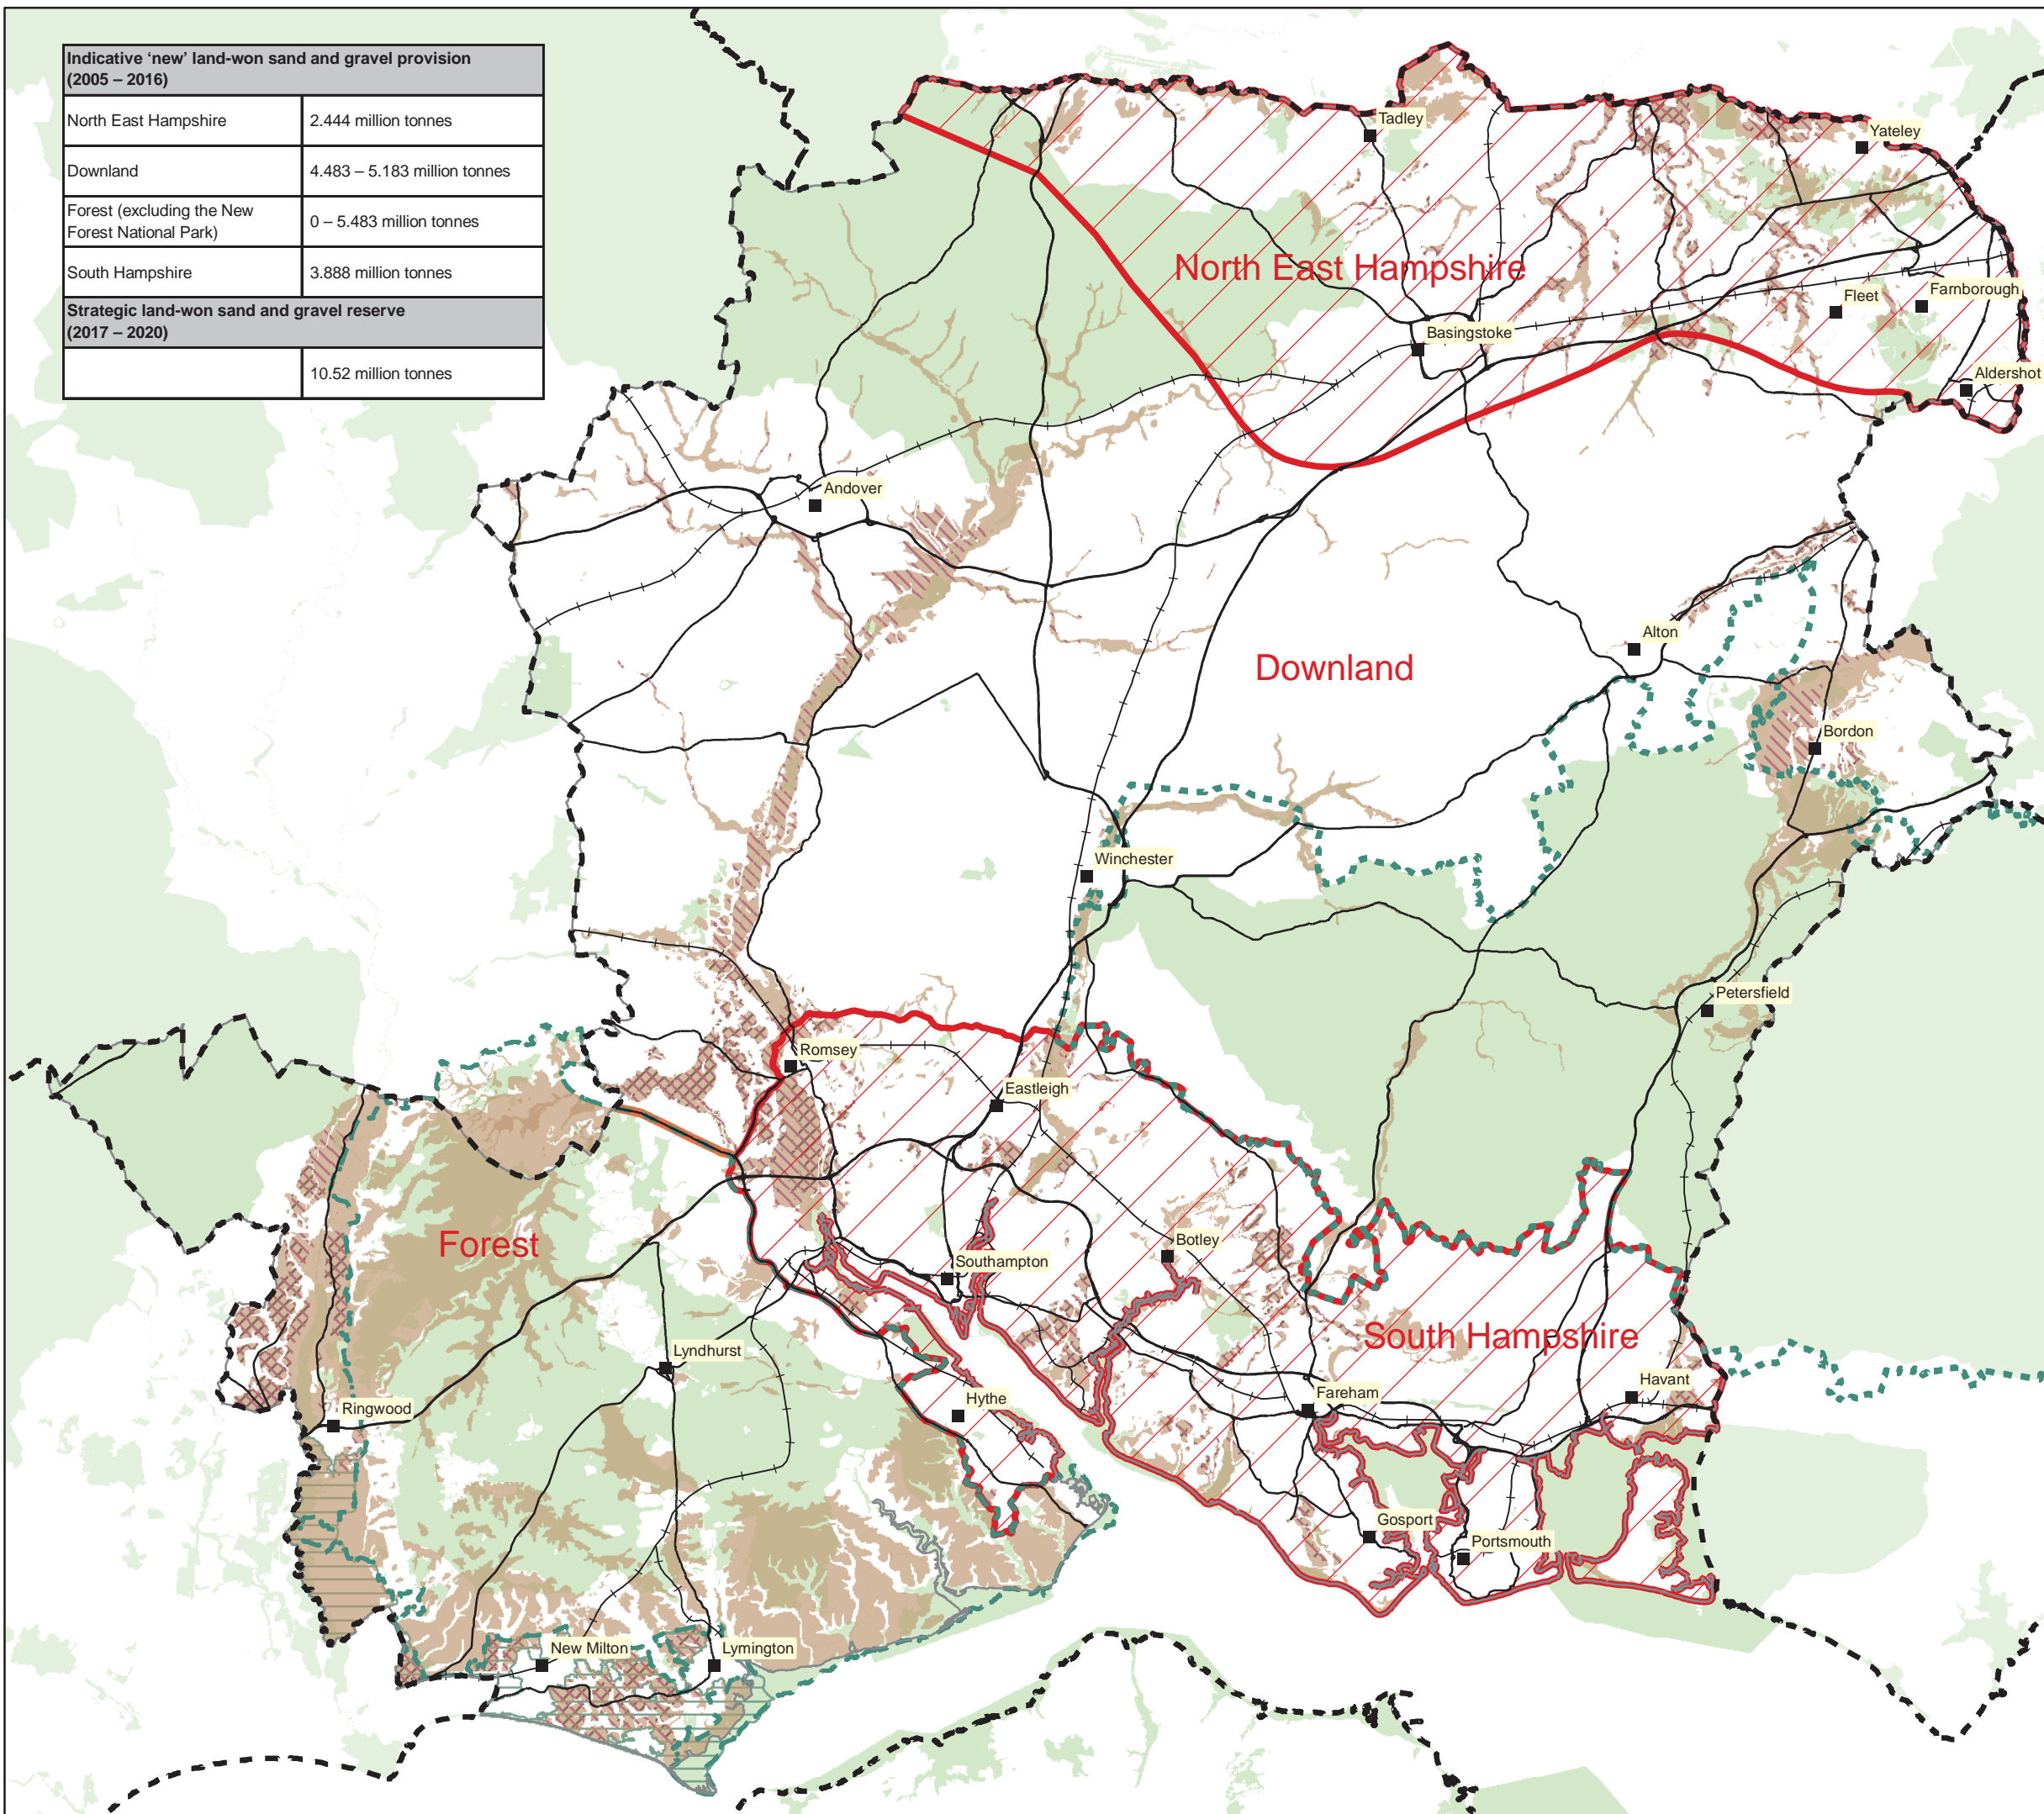 Indicative ‘new’ land-won sand and gravel provision
(2005 – 2016)
North East Hampshire 2.444 million tonnes
Downland 4.483 – 5.183 million tonnes
Forest (excluding the New
Forest National Park) 0 – 5.483 million tonnes
South Hampshire 3.888 million tonnes
Strategic land-won sand and gravel reserve
(2017 – 2020)
10.52 million tonnes
Tadley
Yateley
North East Hampshire
Fleet
Farnborough
Basingstoke
Aldershot
Andover
Alton
Downland
Bordon
Winchester
Petersfield
Romsey
Eastleigh
Forest
Botley
Southampton
South Hampshire
Lyndhurst
Havant
Fareham
Hythe
Ringwood
Gosport
Portsmouth
New Milton
Lymington